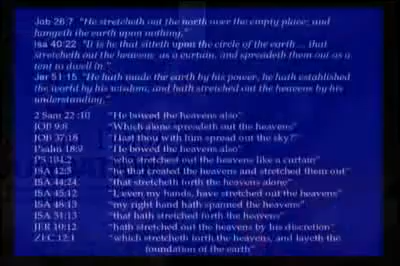 Job 26:7 "He stretcheth out the north over the empty place; and
hangeth the earth upon nothing."
Isa 40:22 "It is he that sitteth upon the circle of the earth ... that
stretcheth out the heavens as a curtain, and spreadeth them out as a
tent to dwell in."
Jer 51:15 "He hath made the earth by his power, he hath established
the world by his wisdom, and hath stretched out the heavens by his
understanding."
2 Sam 22:10 "He bowed the heavens also"
JOB 9:8 "Which alone spreadeth out the heavens"
JOB 37:18 "Hast thou with him spread out the sky?"
Psalm 18:9 "He bowed the heavens also"
PS 104:2 "who stretchest out the heavens like a curtain"
ISA 42:5 "he that created the heavens and stretched them out"
ISA 44:24 "that stretcheth forth the heavens alone"
ISA 45:12 "I, even my hands, have stretched out the heavens"
ISA 48:13 "my right hand hath spanned the heavens"
ISA 51:13 "that hath stretched forth the heavens"
JER 10:12 "hath stretched out the heavens by his discretion"
ZEC 12:1 "which stretcheth forth the heavens, and layeth the
foundation of the earth"